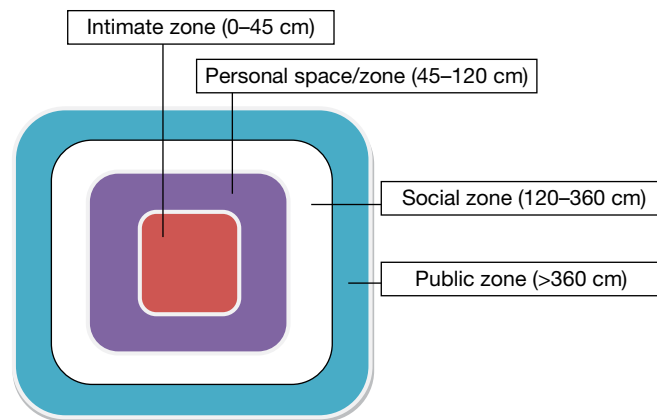 Intimate zone (0–45 cm)
Personal space/zone (45–120 cm)
Social zone (120–360 cm)
Public zone (>360 cm)